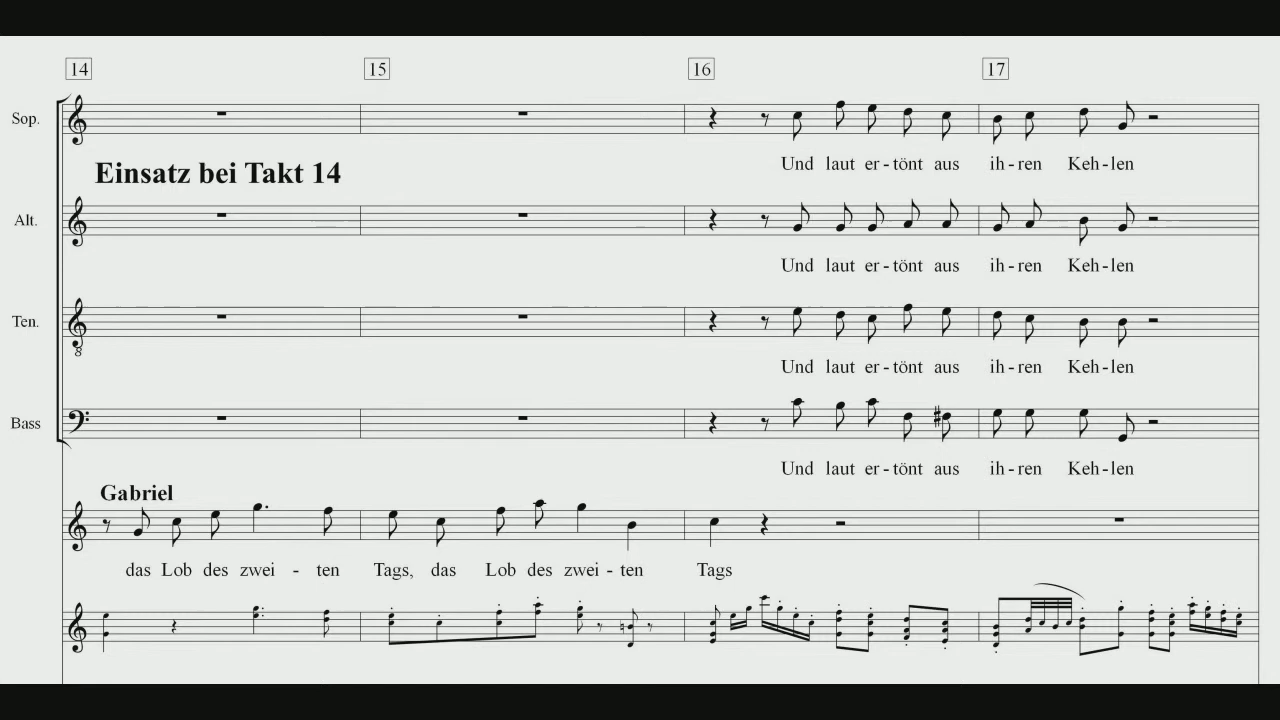 14 15 16 17
Sop.
Und laut er - tönt aus ih - ren Keh - len
Einsatz bei Takt 14
Alt.
Und laut er - tönt aus ih - ren Keh - len
Ten.
8
Und laut er - tönt aus ih - ren Keh - len
Bass
Und laut er - tönt aus ih - ren Keh - len
Gabriel
das Lob des zwei - ten Tags, das Lob des zwei - ten Tags